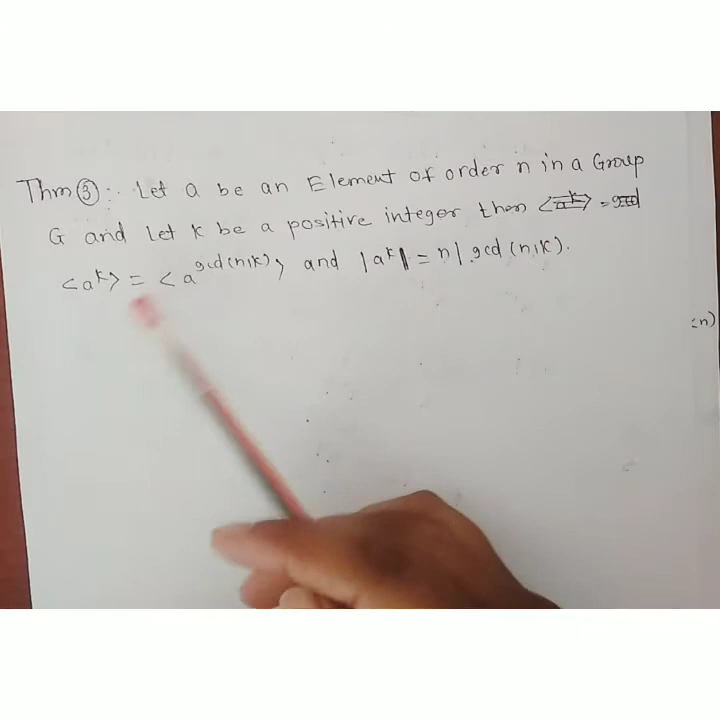 Thm ③:. Let a be an Element of order n in a Group
G and Let K be a positive integer then <a^k> = gcd
<a^k> = <a^gcd(n,k)> and |a^k| = n/gcd(n,k).
=n)